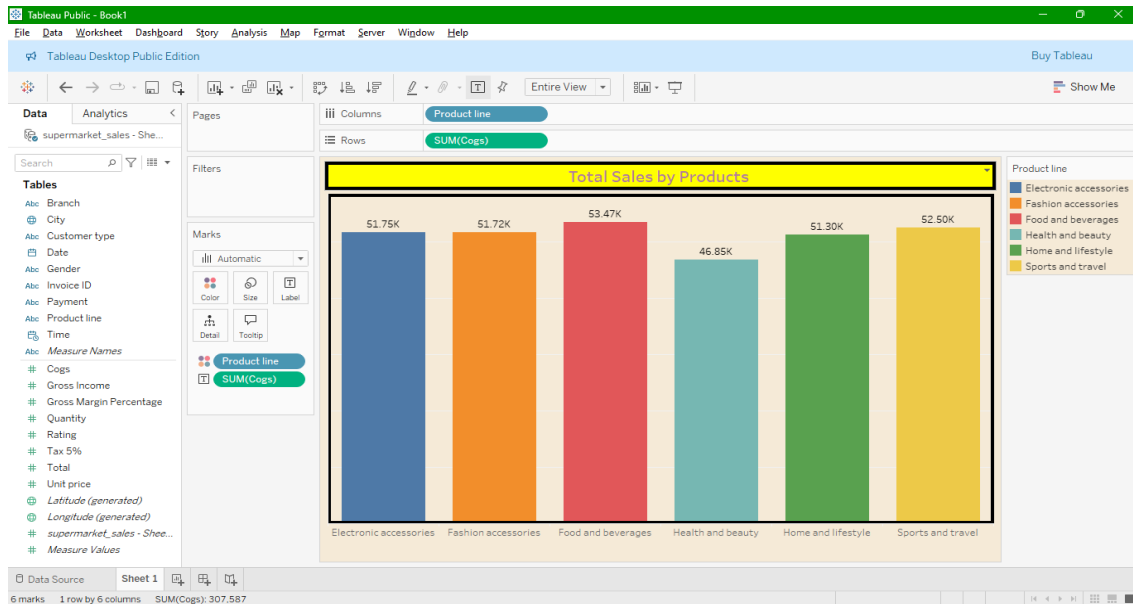 Tableau Public - Book1
File Data Worksheet Dashboard Story Analysis Map Format Server Window Help
Tableau Desktop Public Edition
Buy Tableau
Entire View
Show Me
Data Analytics
supermarket_sales - She...
Search
Tables
Abc Branch
City
Abc Customer type
Date
Abc Gender
Abc Invoice ID
Abc Payment
Abc Product line
Time
Abc Measure Names
# Cogs
# Gross Income
# Gross Margin Percentage
# Quantity
# Rating
# Tax 5%
# Total
# Unit price
Latitude (generated)
Longitude (generated)
# supermarket_sales - Shee...
# Measure Values
Pages
Filters
Marks
Automatic
Color Size Label
Detail Tooltip
Product line
SUM(Cogs)
Columns Product line
Rows SUM(Cogs)
Total Sales by Products
51.75K 51.72K 53.47K 46.85K 51.30K 52.50K
Electronic accessories Fashion accessories Food and beverages Health and beauty Home and lifestyle Sports and travel
Product line
Electronic accessories
Fashion accessories
Food and beverages
Health and beauty
Home and lifestyle
Sports and travel
Data Source Sheet 1
6 marks 1 row by 6 columns SUM(Cogs): 307,587